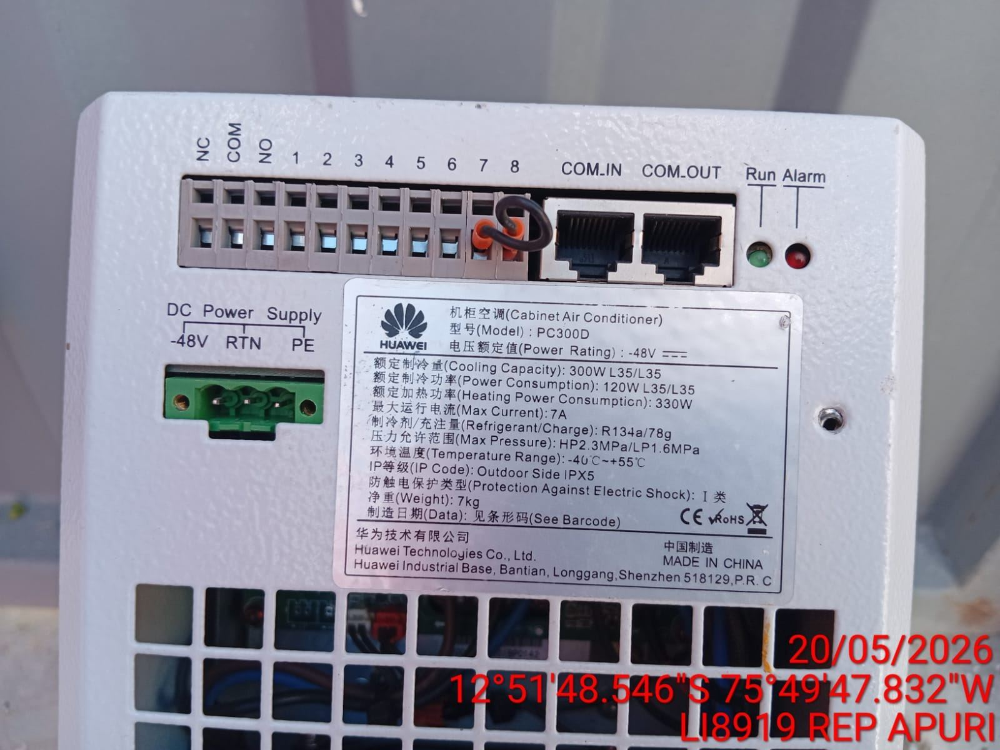 NC COM NO 1 2 3 4 5 6 7 8
COM_IN COM_OUT
Run Alarm
DC Power Supply
-48V RTN PE
HUAWEI
机柜空调(Cabinet Air Conditioner)
型号(Model) : PC300D
电压额定值(Power Rating) : -48V
额定制冷量(Cooling Capacity): 300W L35/L35
额定制冷功率(Power Consumption): 120W L35/L35
额定加热功率(Heating Power Consumption): 330W
最大运行电流(Max Current): 7A
制冷剂/充注量(Refrigerant/Charge): R134a/78g
压力允许范围(Max Pressure): HP2.3MPa/LP1.6MPa
环境温度(Temperature Range): -40℃~+55℃
IP等级(IP Code): Outdoor Side IPX5
防触电保护类型(Protection Against Electric Shock): I 类
净重(Weight): 7kg
制造日期(Data): 见条形码(See Barcode)
CE RoHS
华为技术有限公司
Huawei Technologies Co., Ltd.
中国制造
MADE IN CHINA
Huawei Industrial Base, Bantian, Longgang,Shenzhen 518129,P.R. C
20/05/2026
12°51'48.546"S 75°49'47.832"W
LI8919 REP APURI